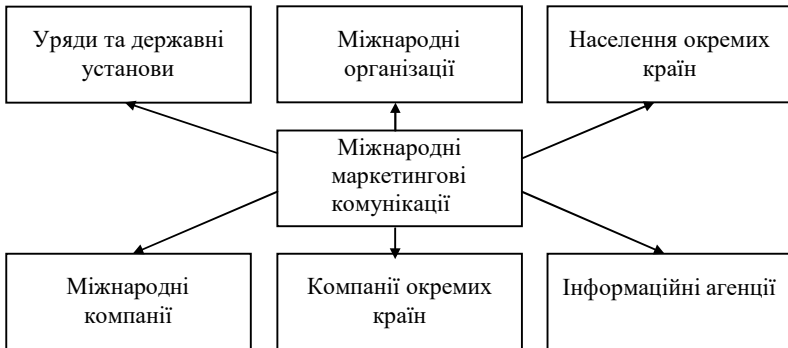 Уряди та державні
установи
Міжнародні
організації
Населення окремих
країн
Міжнародні
маркетингові
комунікації
Міжнародні
компанії
Компанії окремих
країн
Інформаційні агенції